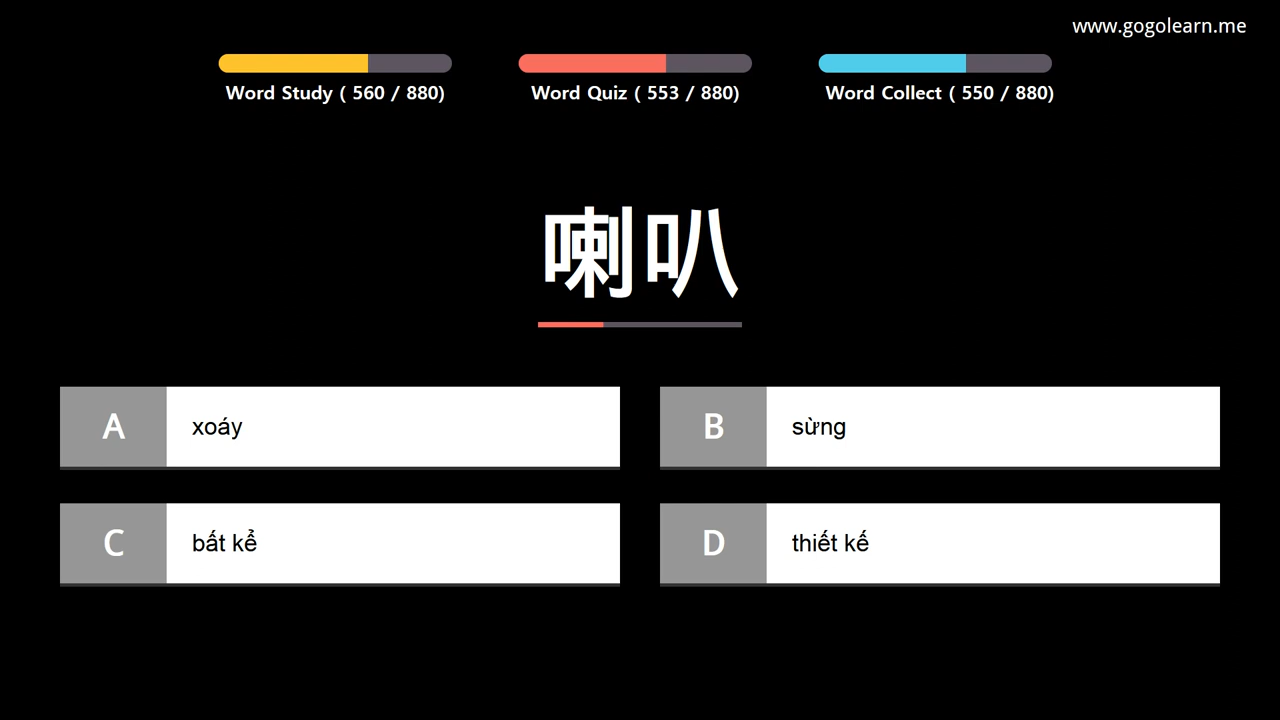 www.gogolearn.me
Word Study ( 560 / 880)
Word Quiz ( 553 / 880)
Word Collect ( 550 / 880)
喇叭
A xoáy
B sừng
C bất kể
D thiết kế